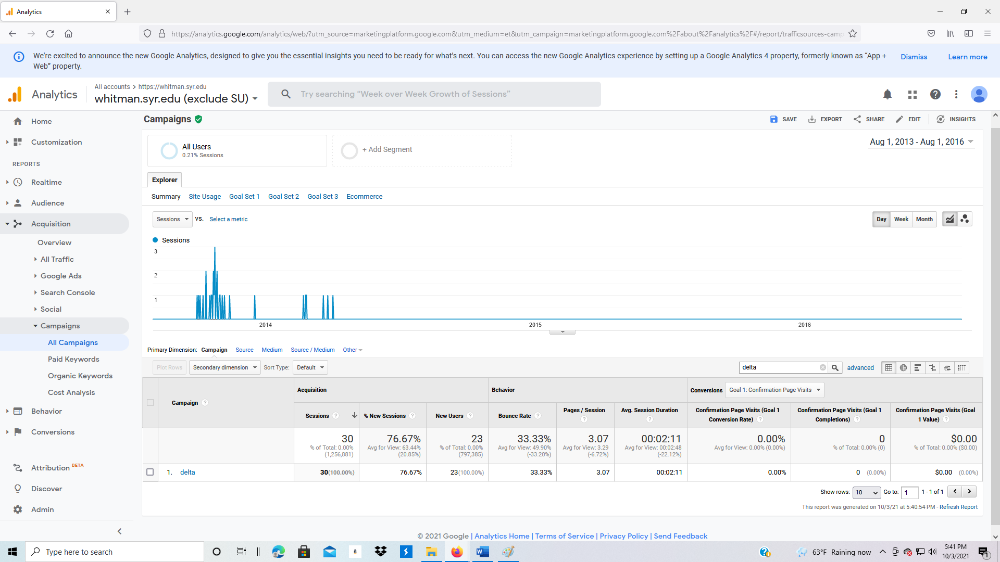 Analytics
https://analytics.google.com/analytics/web/?utm_source=marketingplatform.google.com&utm_medium=et&utm_campaign=marketingplatform.google.com%2Fabout%2Fanalytics%2F#/report/trafficsources-camp
We're excited to announce the new Google Analytics, designed to give you the essential insights you need to be ready for what's next. You can access the new Google Analytics experience by setting up a Google Analytics 4 property, formerly known as “App +
Web” property.
Dismiss
Learn more
Analytics
All accounts > https://whitman.syr.edu
whitman.syr.edu (exclude SU)
Try searching “Week over Week Growth of Sessions”
Home
Customization
REPORTS
Realtime
Audience
Acquisition
Overview
All Traffic
Google Ads
Search Console
Social
Campaigns
All Campaigns
Paid Keywords
Organic Keywords
Cost Analysis
Behavior
Conversions
Attribution BETA
Discover
Admin
Campaigns
SAVE EXPORT SHARE EDIT INSIGHTS
All Users
0.21% Sessions
+ Add Segment
Aug 1, 2013 - Aug 1, 2016
Explorer
Summary Site Usage Goal Set 1 Goal Set 2 Goal Set 3 Ecommerce
Sessions VS. Select a metric
Day Week Month
Sessions
3
2
1
2014 2015 2016
Primary Dimension: Campaign Source Medium Source / Medium Other
Plot Rows Secondary dimension Sort Type: Default
delta advanced
Campaign ?
Acquisition Behavior Conversions Goal 1: Confirmation Page Visits
Sessions ? % New Sessions ? New Users ? Bounce Rate ? Pages / Session ? Avg. Session Duration ? Confirmation Page Visits (Goal 1 Conversion Rate) ? Confirmation Page Visits (Goal 1 Completions) ? Confirmation Page Visits (Goal 1 Value) ?
30 76.67% 23 33.33% 3.07 00:02:11 0.00% 0 $0.00
% of Total: 0.00% Avg for View: 63.44% % of Total: 0.00% Avg for View: 49.90% Avg for View: 3.29 Avg for View: 00:02:48 Avg for View: 0.00% (0.00%) % of Total: 0.00% (0) % of Total: 0.00% ($0.00)
(1,256,881) (20.85%) (797,385) (-33.20%) (-6.72%) (-22.12%)
1. delta 30(100.00%) 76.67% 23(100.00%) 33.33% 3.07 00:02:11 0.00% 0 (0.00%) $0.00 (0.00%)
Show rows: 10 Go to: 1 1 - 1 of 1
This report was generated on 10/3/21 at 5:40:54 PM - Refresh Report
© 2021 Google | Analytics Home | Terms of Service | Privacy Policy | Send Feedback
Type here to search
a
W
63°F Raining now
5:41 PM
10/3/2021
1